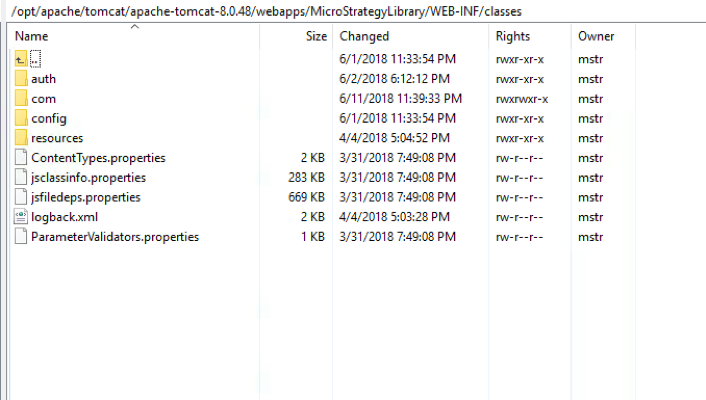 /opt/apache/tomcat/apache-tomcat-8.0.48/webapps/MicroStrategyLibrary/WEB-INF/classes
Name Size Changed Rights Owner
.. 6/1/2018 11:33:54 PM rwxr-xr-x mstr
auth 6/2/2018 6:12:12 PM rwxr-xr-x mstr
com 6/11/2018 11:39:33 PM rwxrwxr-x mstr
config 6/1/2018 11:33:54 PM rwxr-xr-x mstr
resources 4/4/2018 5:04:52 PM rwxr-xr-x mstr
ContentTypes.properties 2 KB 3/31/2018 7:49:08 PM rw-r--r-- mstr
jsclassinfo.properties 283 KB 3/31/2018 7:49:08 PM rw-r--r-- mstr
jsfiledeps.properties 669 KB 3/31/2018 7:49:08 PM rw-r--r-- mstr
logback.xml 2 KB 4/4/2018 5:03:28 PM rw-r--r-- mstr
ParameterValidators.properties 1 KB 3/31/2018 7:49:08 PM rw-r--r-- mstr